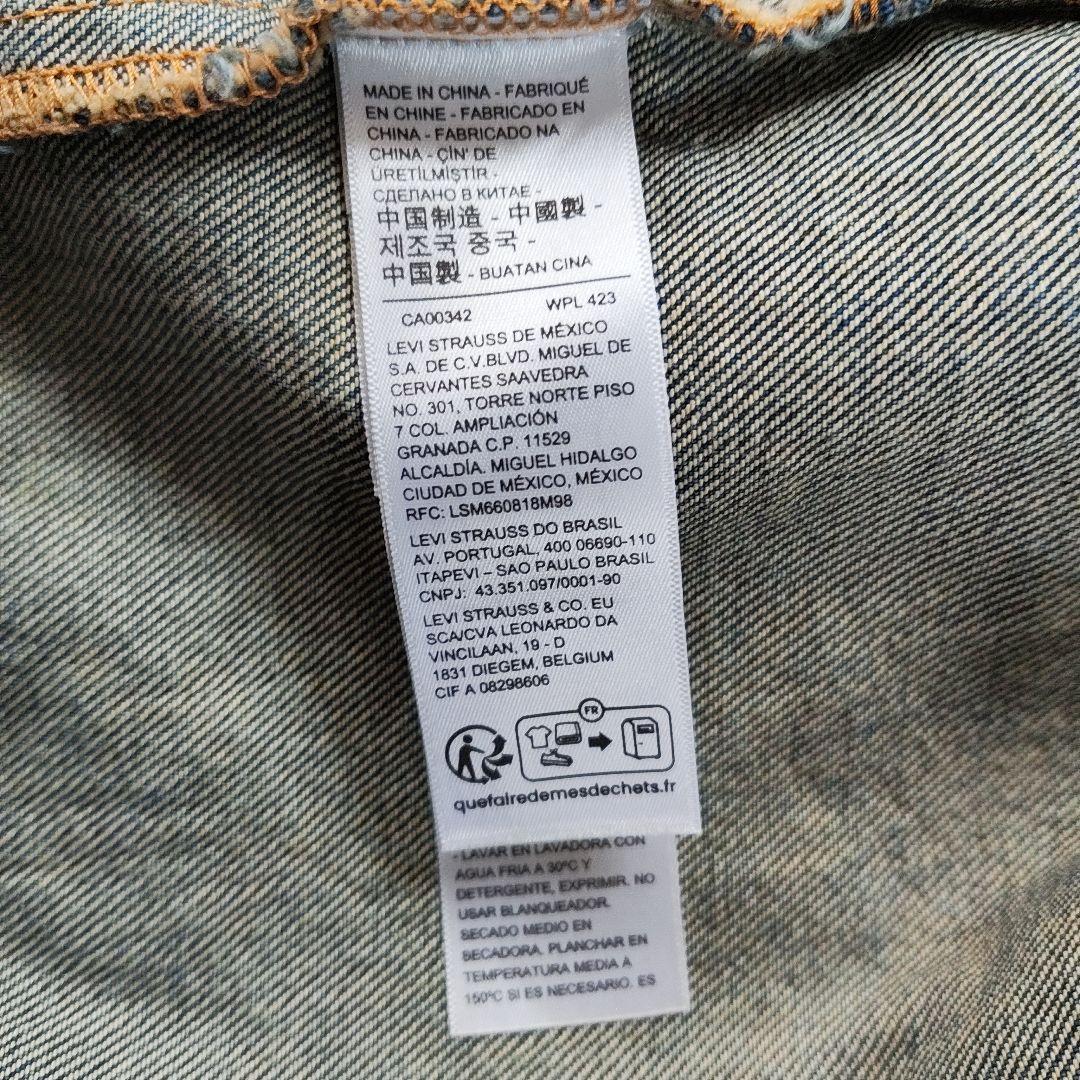 MADE IN CHINA - FABRIQUÉ
EN CHINE - FABRICADO EN
CHINA - FABRICADO NA
CHINA - ÇİN' DE
ÜRETİLMİŞTİR -
СДЕЛАНО В КИТАЕ -
中国制造 - 中國製 -
제조국 중국 -
中国製 - BUATAN CINA
CA00342 WPL 423
LEVI STRAUSS DE MÉXICO
S.A. DE C.V.BLVD. MIGUEL DE
CERVANTES SAAVEDRA
NO. 301, TORRE NORTE PISO
7 COL. AMPLIACIÓN
GRANADA C.P. 11529
ALCALDÍA. MIGUEL HIDALGO
CIUDAD DE MÉXICO, MÉXICO
RFC: LSM660818M98
LEVI STRAUSS DO BRASIL
AV. PORTUGAL, 400 06690-110
ITAPEVI – SAO PAULO BRASIL
CNPJ: 43.351.097/0001-90
LEVI STRAUSS & CO. EU
SCA/CVA LEONARDO DA
VINCILAAN, 19 - D
1831 DIEGEM, BELGIUM
CIF A 08298606
FR
quefairedemesdechets.fr
- LAVAR EN LAVADORA CON
AGUA FRIA A 30ºC Y
DETERGENTE, EXPRIMIR. NO
USAR BLANQUEADOR.
SECADO MEDIO EN
SECADORA. PLANCHAR EN
TEMPERATURA MEDIA À
150ºC SI ES NECESARIO. ES